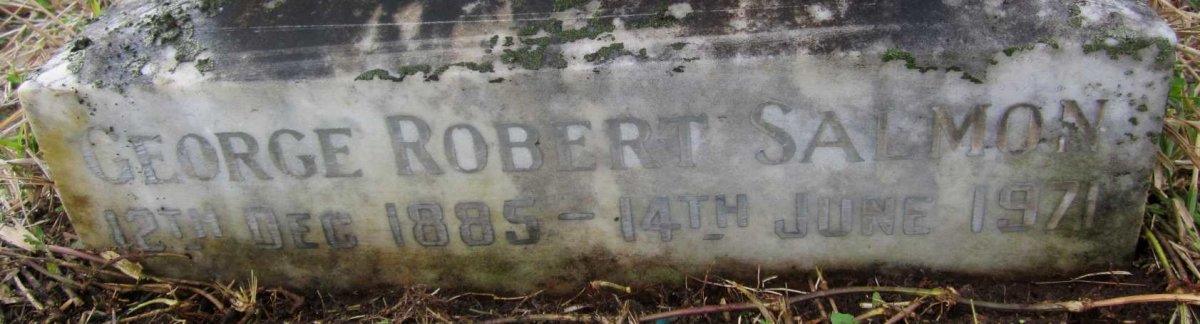 GEORGE ROBERT SALMON
12TH DEC 1885 - 14TH JUNE 1971